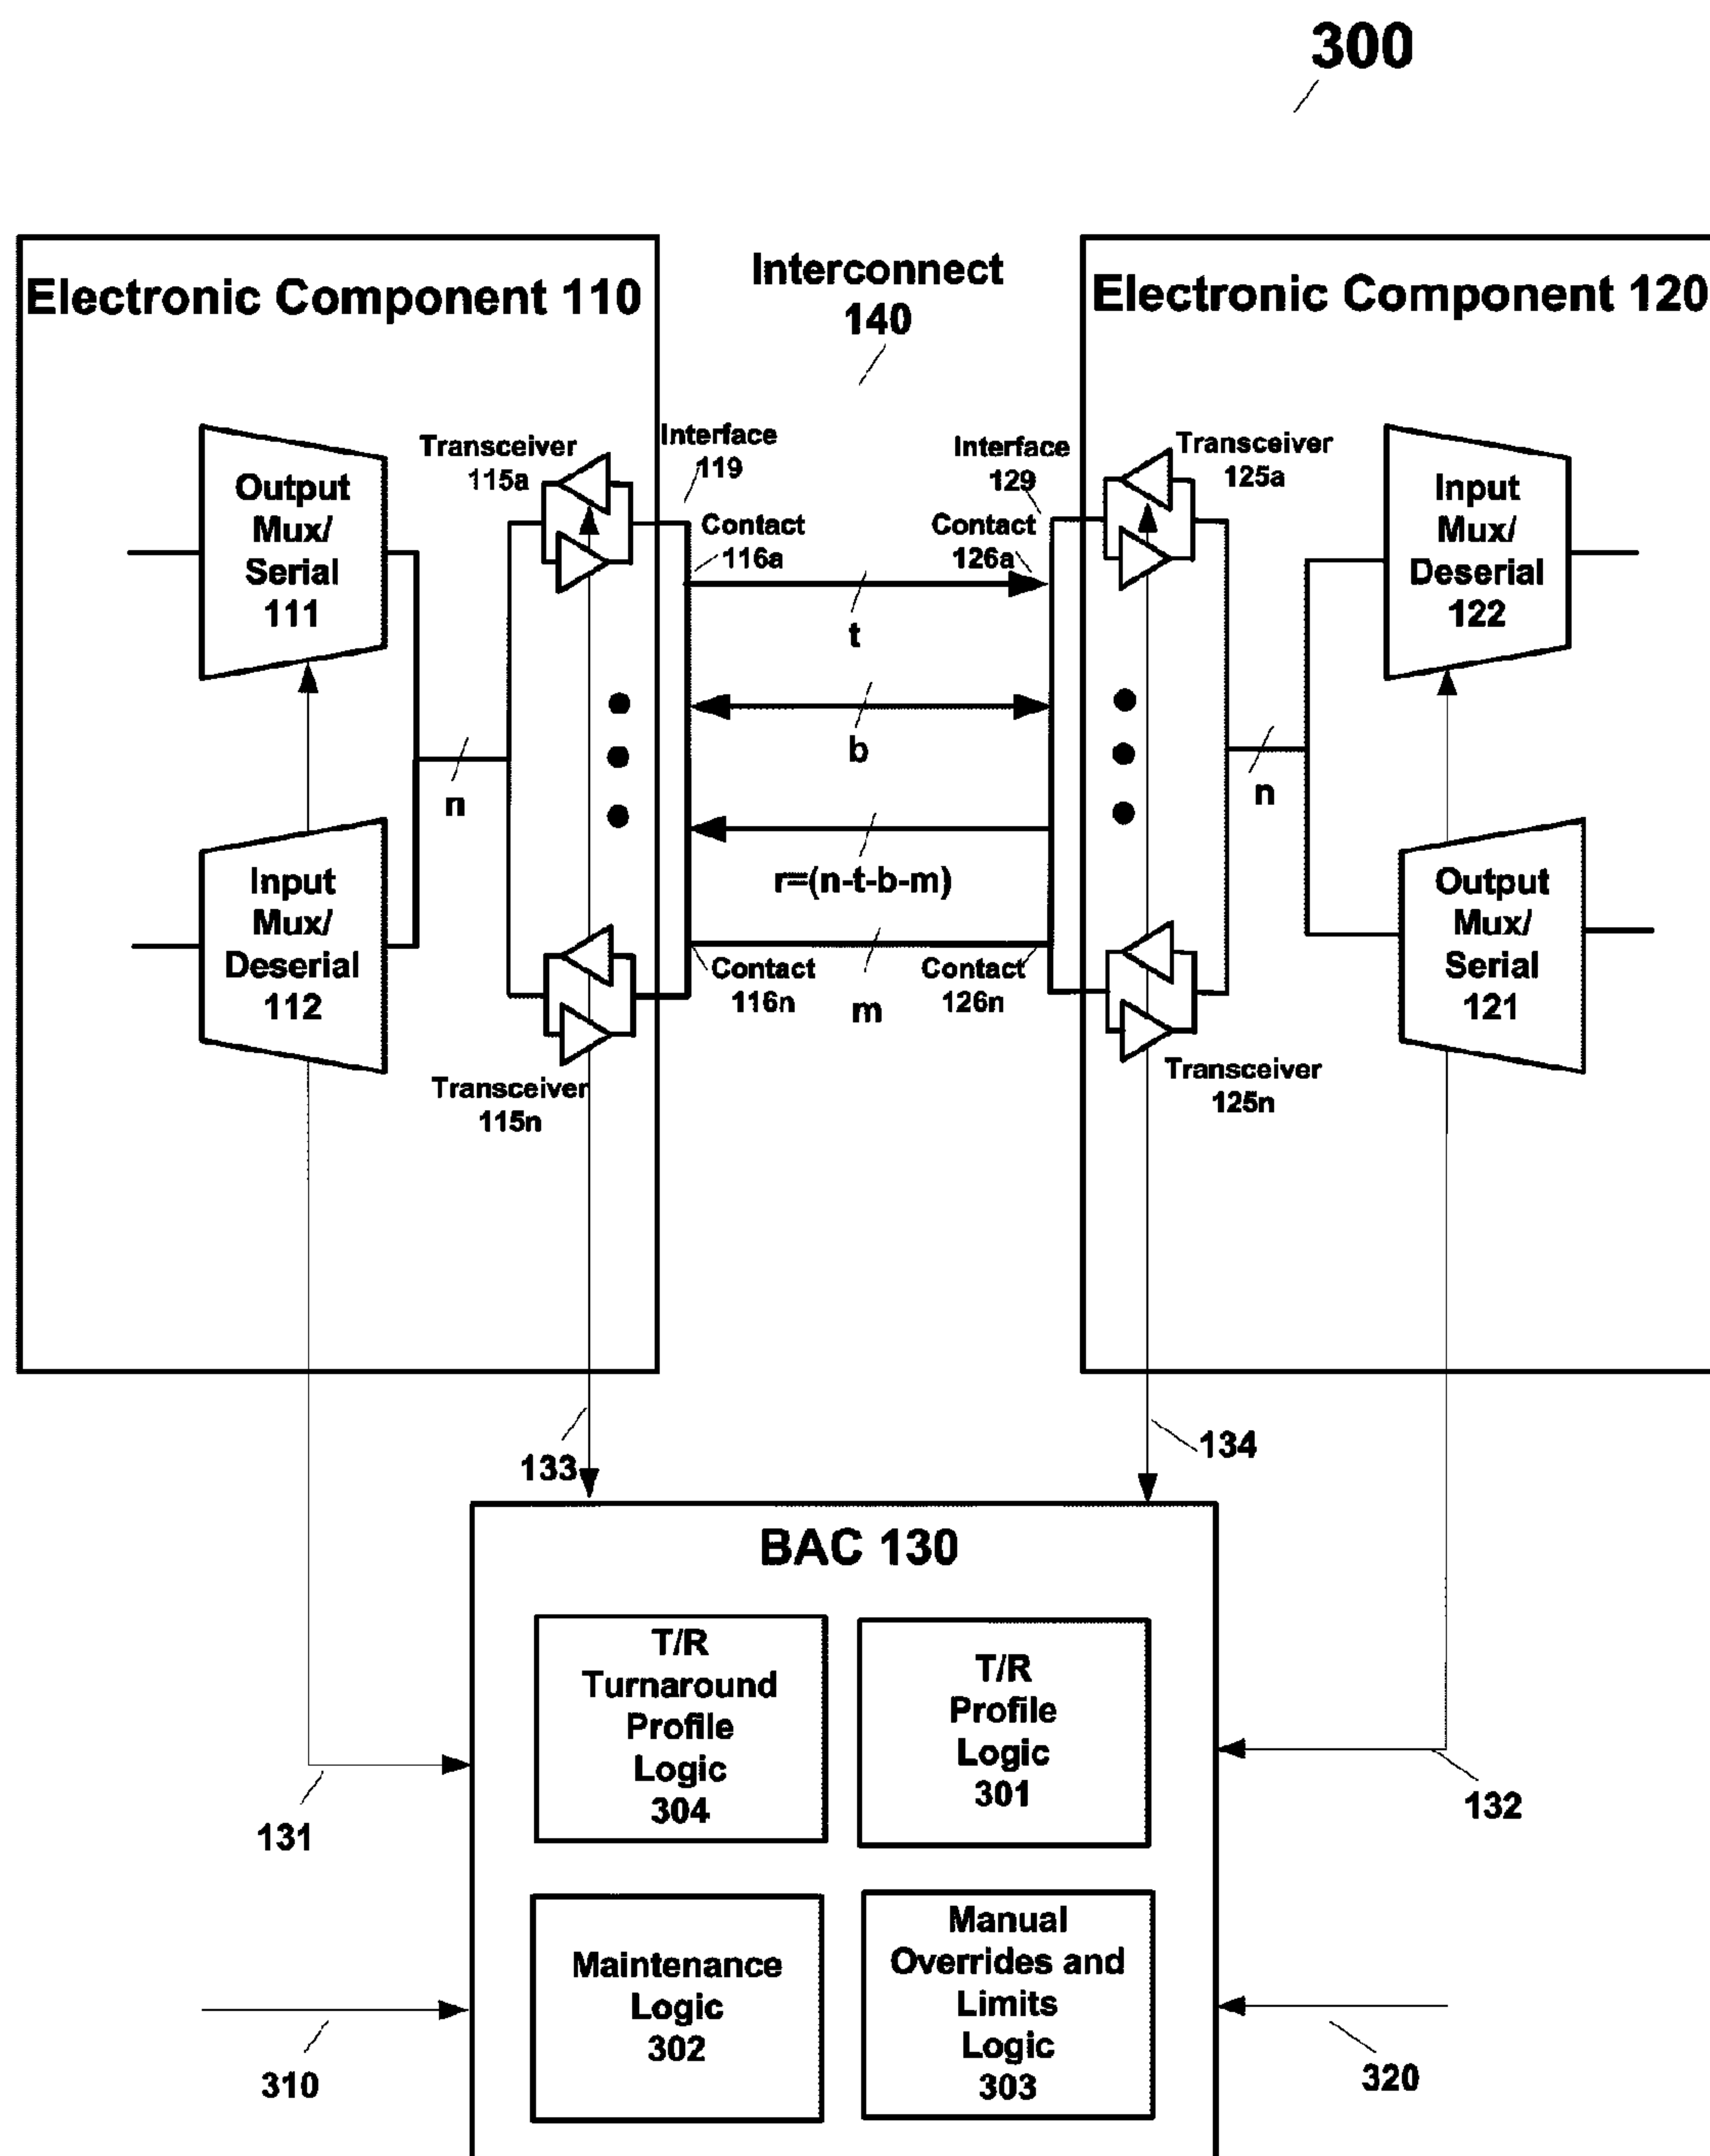 300
Electronic Component 110
Interconnect
140
Electronic Component 120
Output
Mux/
Serial
111
Transceiver
115a
Interface
119
Contact
116a
Interface
129
Contact
126a
Transceiver
125a
Input
Mux/
Deserial
122
t
b
n
n
r=(n-t-b-m)
Input
Mux/
Deserial
112
Contact
116n
m
Contact
126n
Output
Mux/
Serial
121
Transceiver
115n
Transceiver
125n
133
134
BAC 130
T/R
Turnaround
Profile
Logic
304
T/R
Profile
Logic
301
131
132
Maintenance
Logic
302
Manual
Overrides and
Limits
Logic
303
310
320